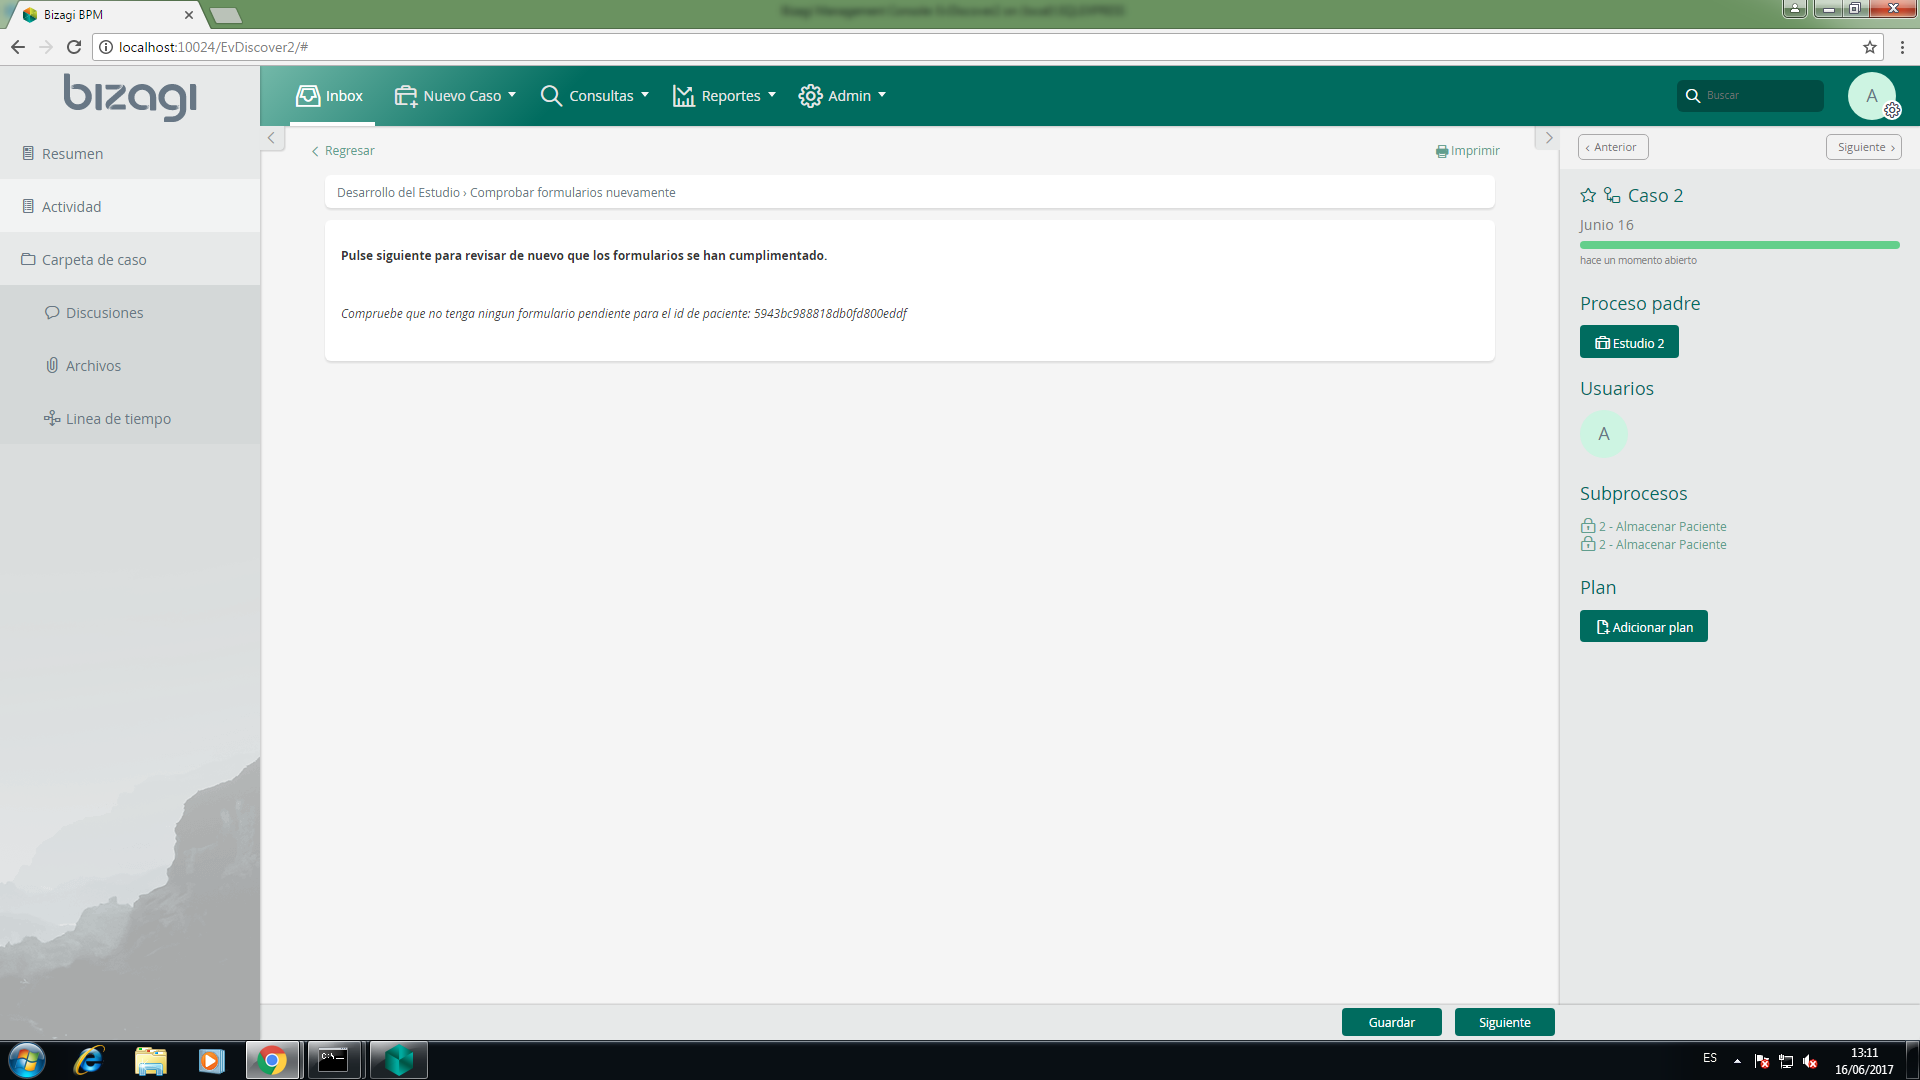 Bizagi BPM
localhost:10024/EvDiscover2/#
bizagi
Inbox
Nuevo Caso
Consultas
Reportes
Admin
Buscar
A
Resumen
Actividad
Carpeta de caso
Discusiones
Archivos
Linea de tiempo
Regresar
Imprimir
Desarrollo del Estudio › Comprobar formularios nuevamente
Pulse siguiente para revisar de nuevo que los formularios se han cumplimentado.
Compruebe que no tenga ningun formulario pendiente para el id de paciente: 5943bc988818db0fd800eddf
‹ Anterior
Siguiente ›
Caso 2
Junio 16
hace un momento abierto
Proceso padre
Estudio 2
Usuarios
A
Subprocesos
2 - Almacenar Paciente
2 - Almacenar Paciente
Plan
Adicionar plan
Guardar
Siguiente
C:\
ES
13:11
16/06/2017